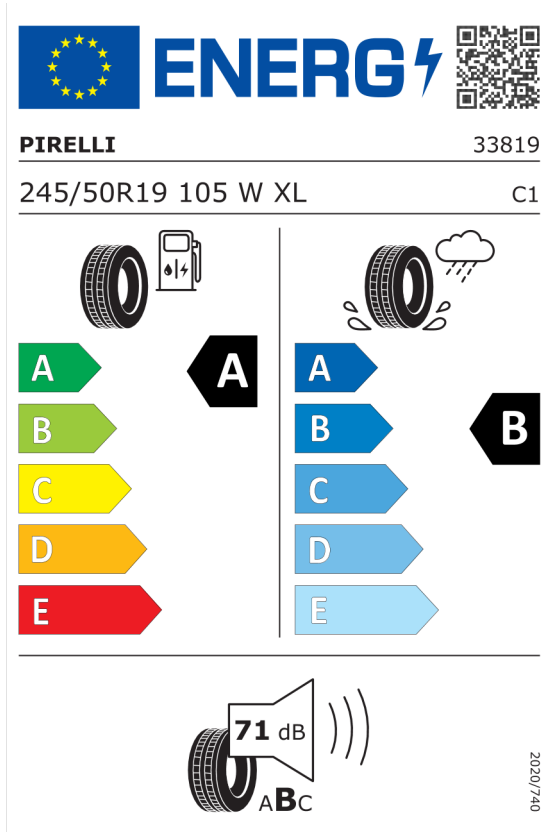 ENERG
PIRELLI 33819
245/50R19 105 W XL C1
A A A
B B B
C C
D D
E E
71 dB
ABC
2020/740